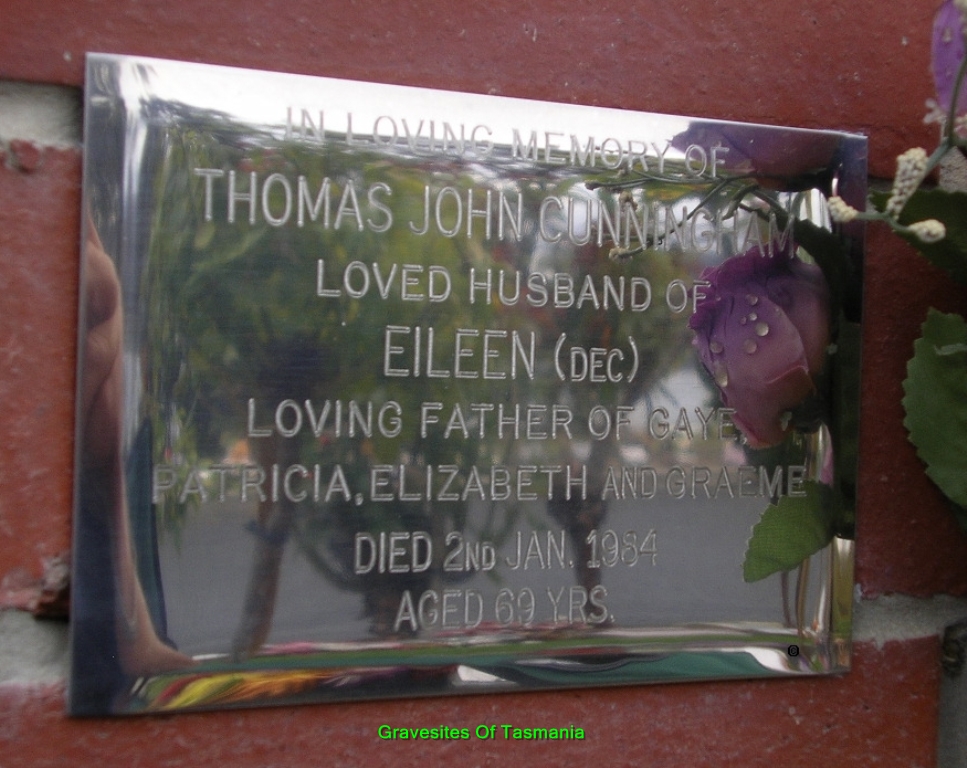 IN LOVING MEMORY OF
THOMAS JOHN CUNNINGHAM
LOVED HUSBAND OF
EILEEN (DEC)
LOVING FATHER OF GAYE,
PATRICIA, ELIZABETH AND GRAEME
DIED 2ND JAN. 1984
AGED 69 YRS.
Gravesites Of Tasmania